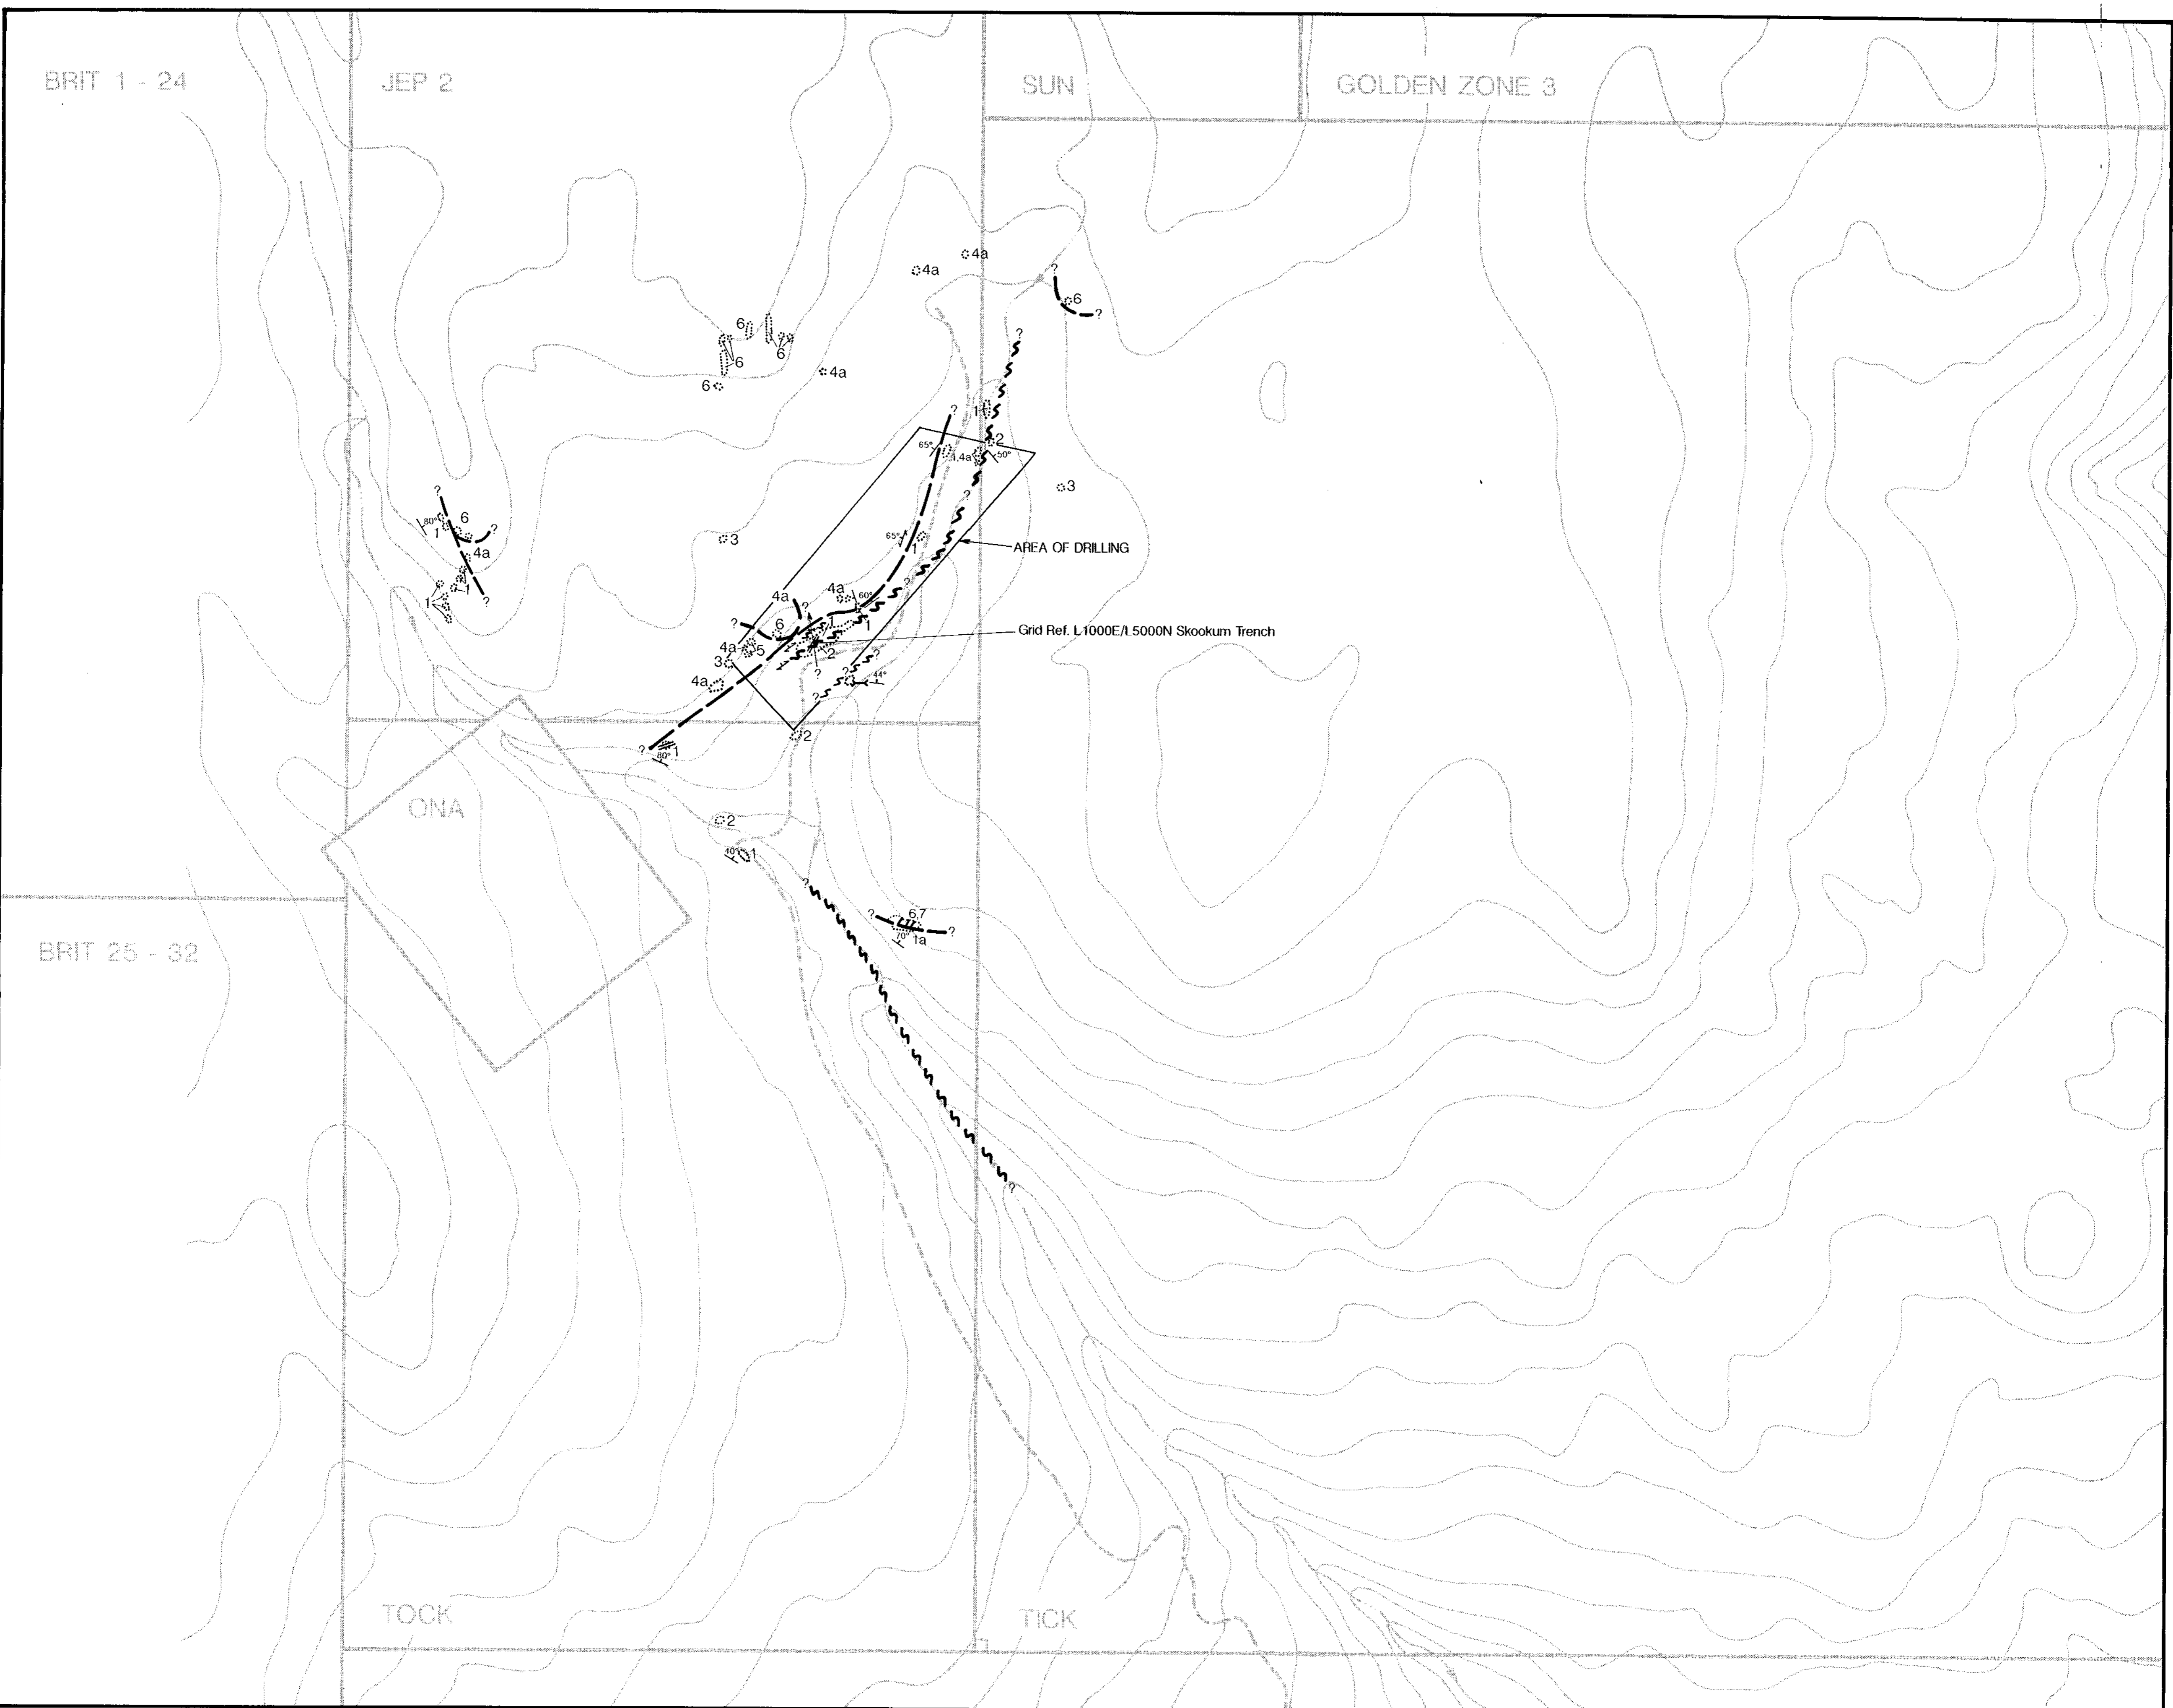 BRIT 1 - 24
JEP 2
SUN
GOLDEN ZONE 3
4a
4a
?
6
?
6
6
6
6
4a
?
?
1
2
65°
1,4a
50°
?
3
?
80°
6
1
?
4a
3
65°
1
AREA OF DRILLING
1
1
?
4a
4a
60°
?
?
?
6
1
1
Grid Ref. L1000E/L5000N Skookum Trench
4a
5
2
3
?
?
?
44°
4a
?
2
?
1
80°
ONA
2
40°
1
?
?
6,7
?
70°
1a
BRIT 25 - 32
?
TOCK
TICK